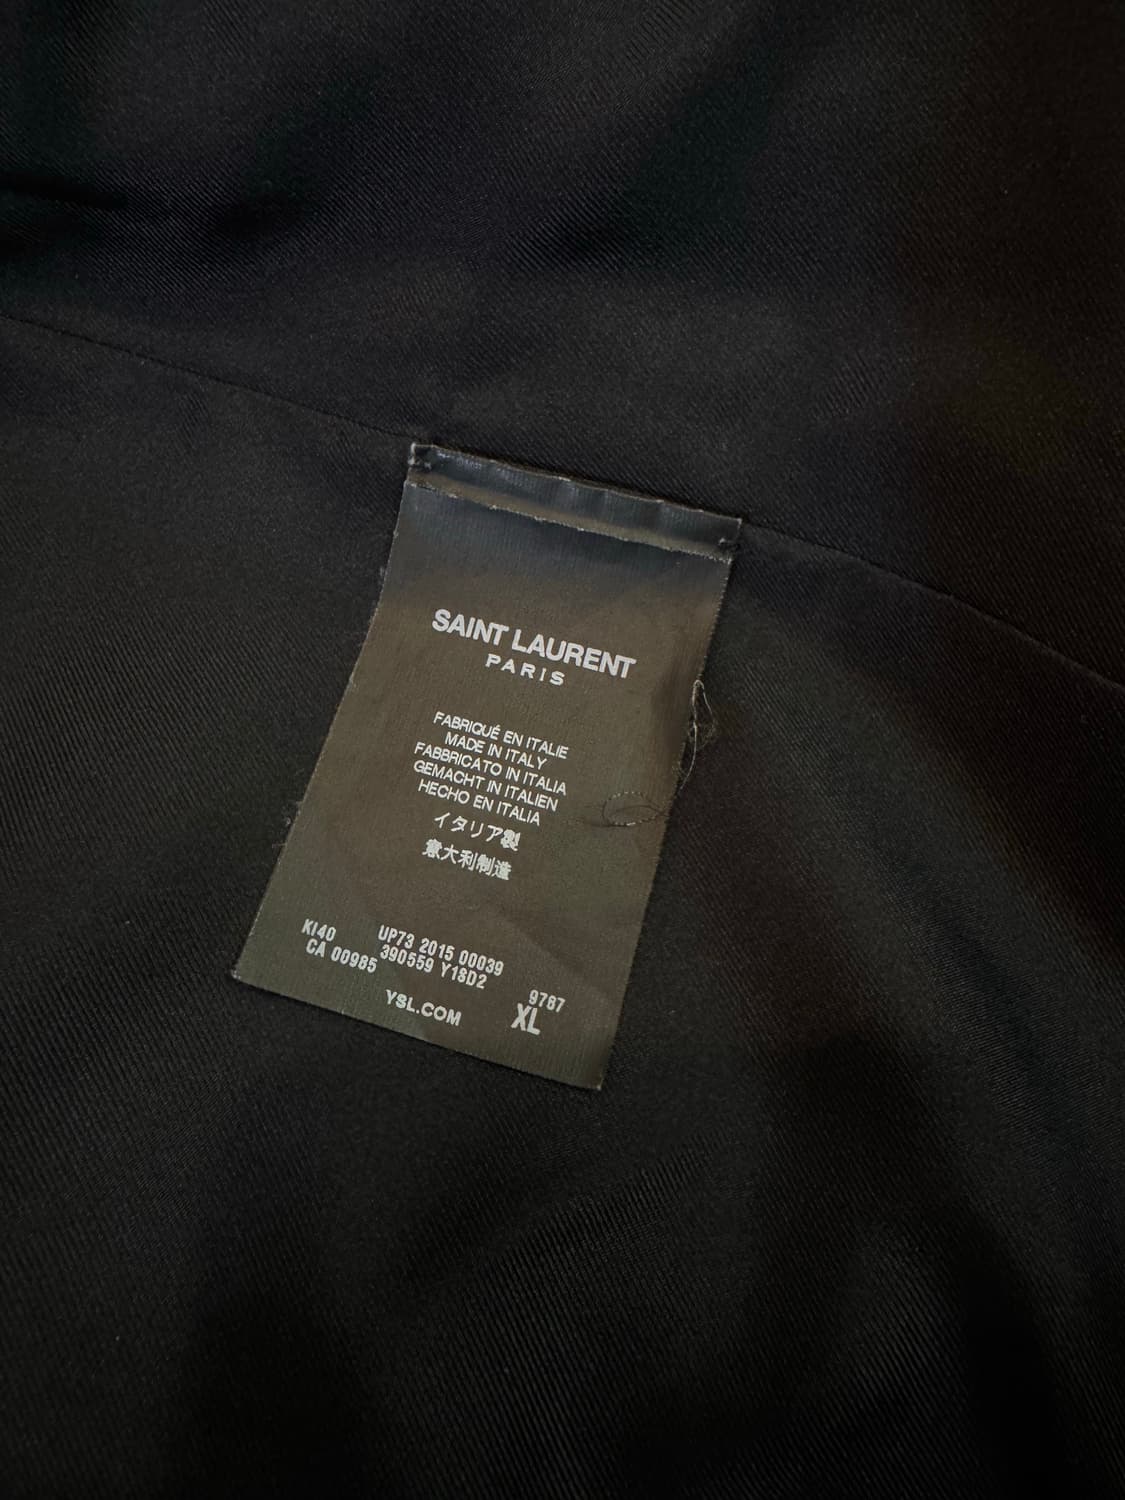 SAINT LAURENT
PARIS
FABRIQUÉ EN ITALIE
MADE IN ITALY
FABBRICATO IN ITALIA
GEMACHT IN ITALIEN
HECHO EN ITALIA
イタリア製
意大利制造
KI40 UP73 2015 00039
CA 00985 390559 Y1SD2
9787
YSL.COM XL